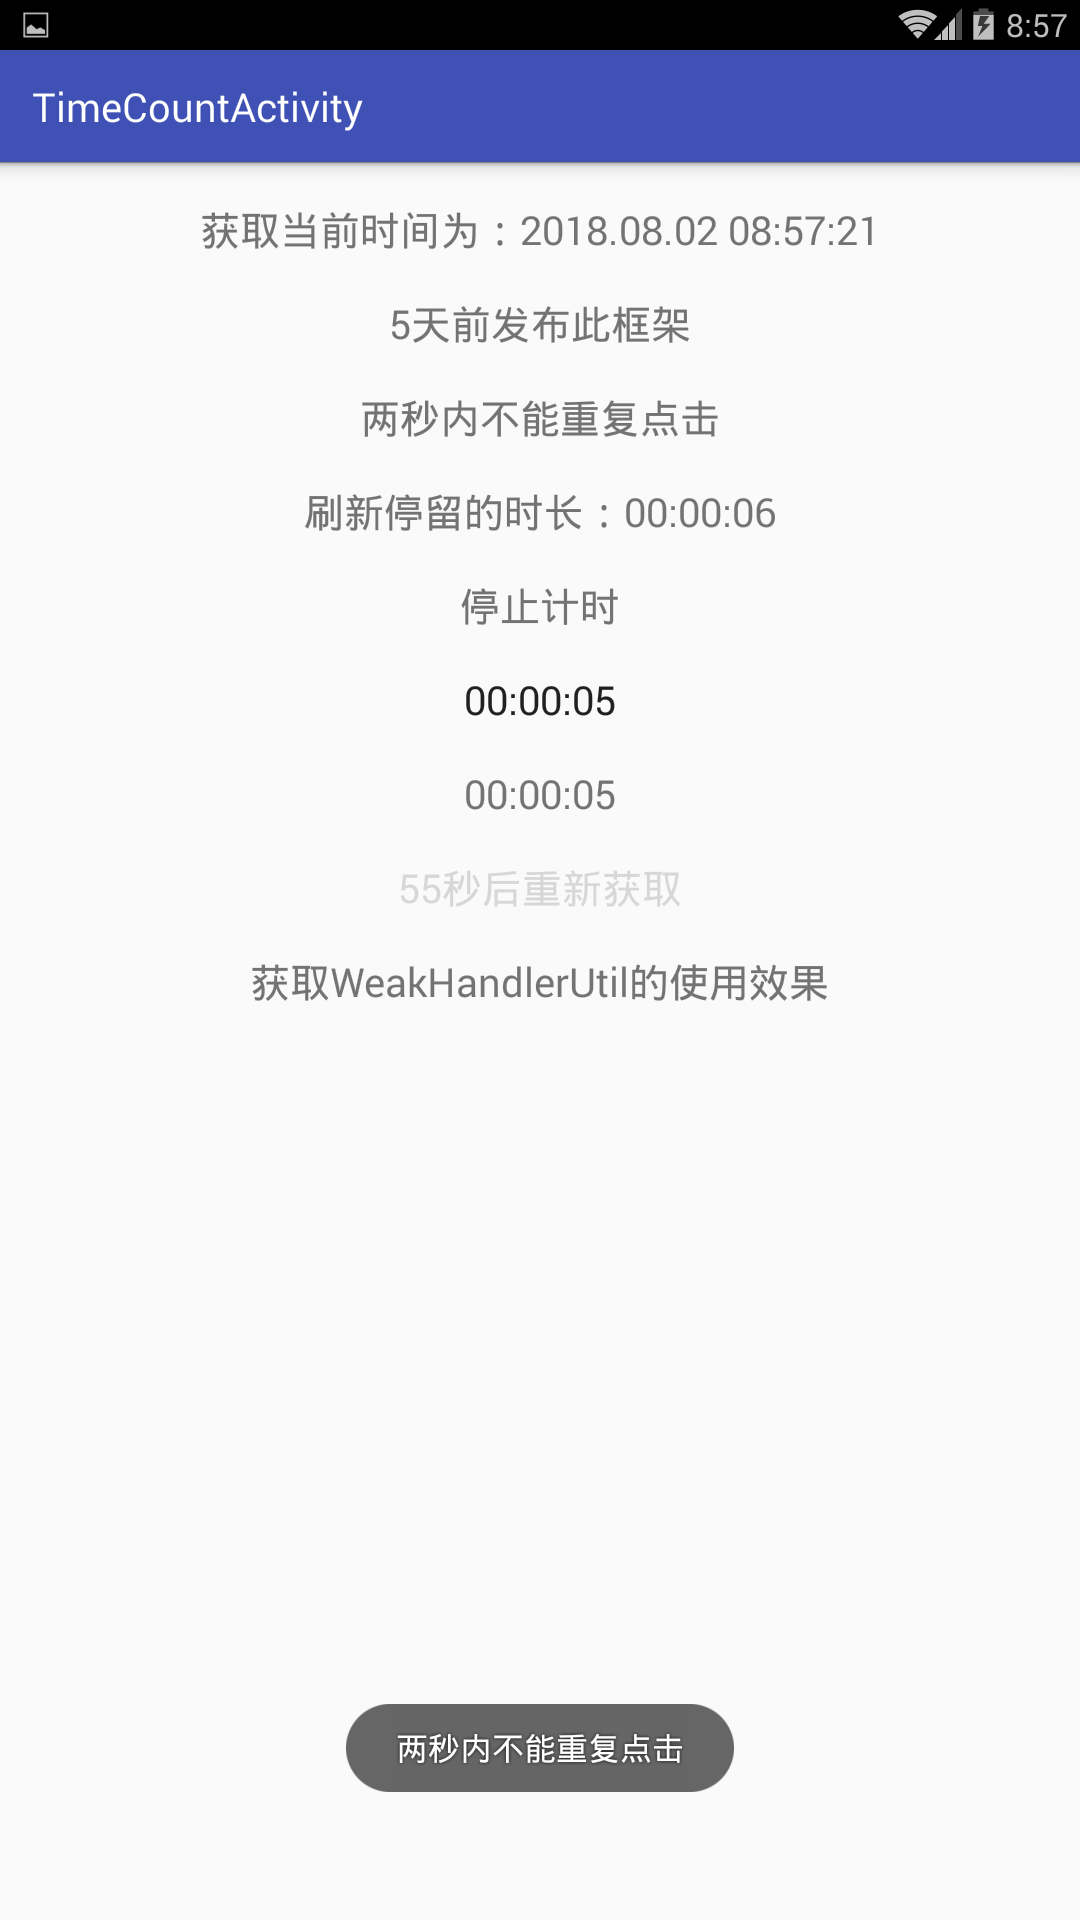 8:57
TimeCountActivity
获取当前时间为：2018.08.02 08:57:21
5天前发布此框架
两秒内不能重复点击
刷新停留的时长：00:00:06
停止计时
00:00:05
00:00:05
55秒后重新获取
获取WeakHandlerUtil的使用效果
两秒内不能重复点击